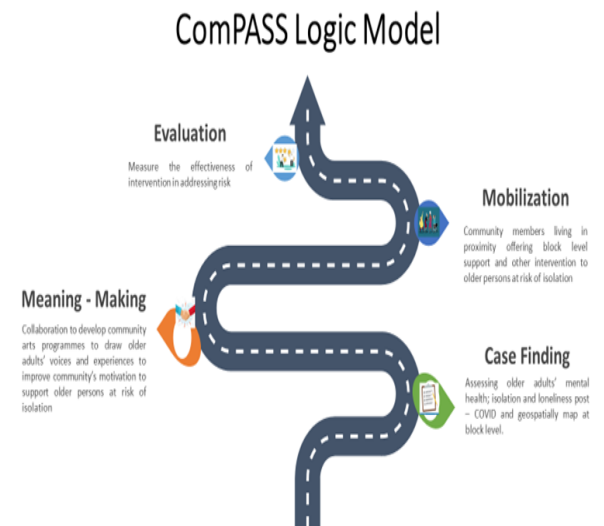 ComPASS Logic Model
Evaluation
Measure the effectiveness of
intervention in addressing risk
Mobilization
Community members living in
proximity offering block level
support and other intervention to
older persons at risk of isolation
Meaning - Making
Collaboration to develop community
arts programmes to draw older
adults' voices and experiences to
improve community's motivation to
support older persons at risk of
isolation
Case Finding
Assessing older adults' mental
health; isolation and loneliness post
– COVID and geospatially map at
block level.